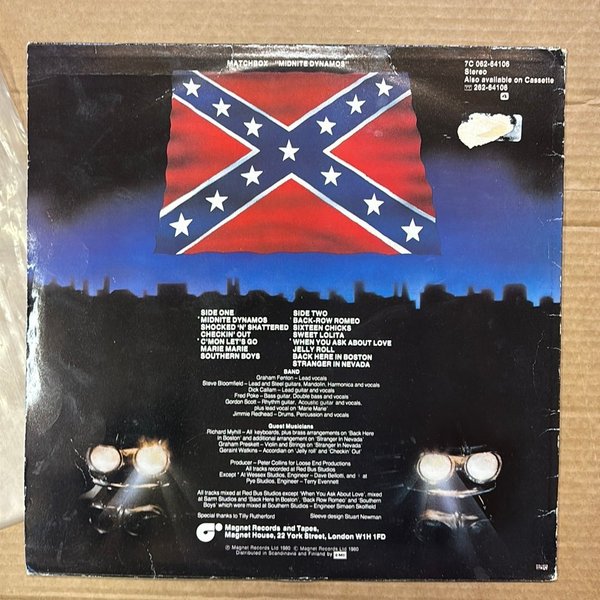 MATCHBOX "MIDNITE DYNAMOS"
7C 062-64106
Stereo
Also available on Cassette
262-64106
SIDE ONE
* MIDNITE DYNAMOS
SHOCKED 'N' SHATTERED
CHECKIN' OUT
* C'MON LET'S GO
MARIE MARIE
SOUTHERN BOYS
SIDE TWO
BACK-ROW ROMEO
SIXTEEN CHICKS
SWEET LOLITA
* WHEN YOU ASK ABOUT LOVE
JELLY ROLL
BACK HERE IN BOSTON
STRANGER IN NEVADA
BAND
Graham Fenton – Lead vocals
Steve Bloomfield – Lead and Steel guitars, Mandolin, Harmonica and vocals
Dick Callam – Lead guitar and vocals
Fred Poke – Bass guitar, Double bass and vocals
Gordon Scott – Rhythm guitar, Acoustic guitar and vocals,
plus lead vocal on 'Marie Marie'
Jimmie Redhead – Drums, Percussion and vocals
Guest Musicians
Richard Myhill – All keyboards, plus brass arrangements on 'Back Here
In Boston' and additional arrangement on 'Stranger In Nevada'
Graham Preskett – Violin and Strings on 'Stranger In Nevada'
Geraint Watkins – Accordian on 'Jelly roll' and 'Checkin' Out'
Producer – Peter Collins for Loose End Productions
All tracks recorded at Red Bus Studios
Except * At Wessex Studios, Engineer – Dave Bellotti, and at
Pye Studios, Engineer – Terry Evennett
All tracks mixed at Red Bus Studios except 'When You Ask About Love', mixed
at Sarm Studios and 'Back Here In Boston', 'Back Row Romeo' and 'Southern
Boys' which were mixed at Southern Studios – Engineer Simaen Skolfield
Special thanks to Tilly Rutherford
Sleeve design Stuart Newman
Magnet Records and Tapes,
Magnet House, 22 York Street, London W1H 1FD
℗ Magnet Records Ltd 1980 © Magnet Records Ltd 1980
Distributed in Scandinavia and Finland by EMI